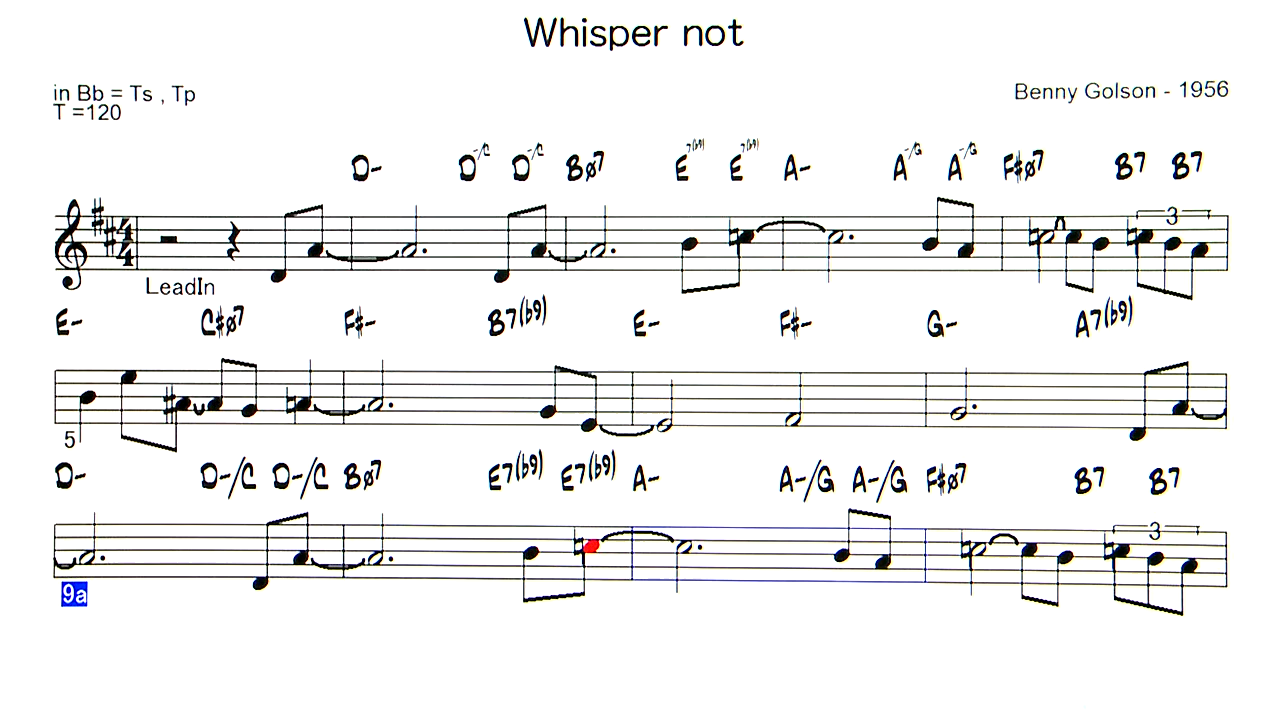 Whisper not
in Bb = Ts , Tp
T =120
Benny Golson - 1956
D- D-/C D-/C Bø7 E7(b9) E7(b9) A- A-/G A-/G F#ø7 B7 B7
3
LeadIn
E- C#ø7 F#- B7(b9) E- F#- G- A7(b9)
5
D- D-/C D-/C Bø7 E7(b9) E7(b9) A- A-/G A-/G F#ø7 B7 B7
3
9a